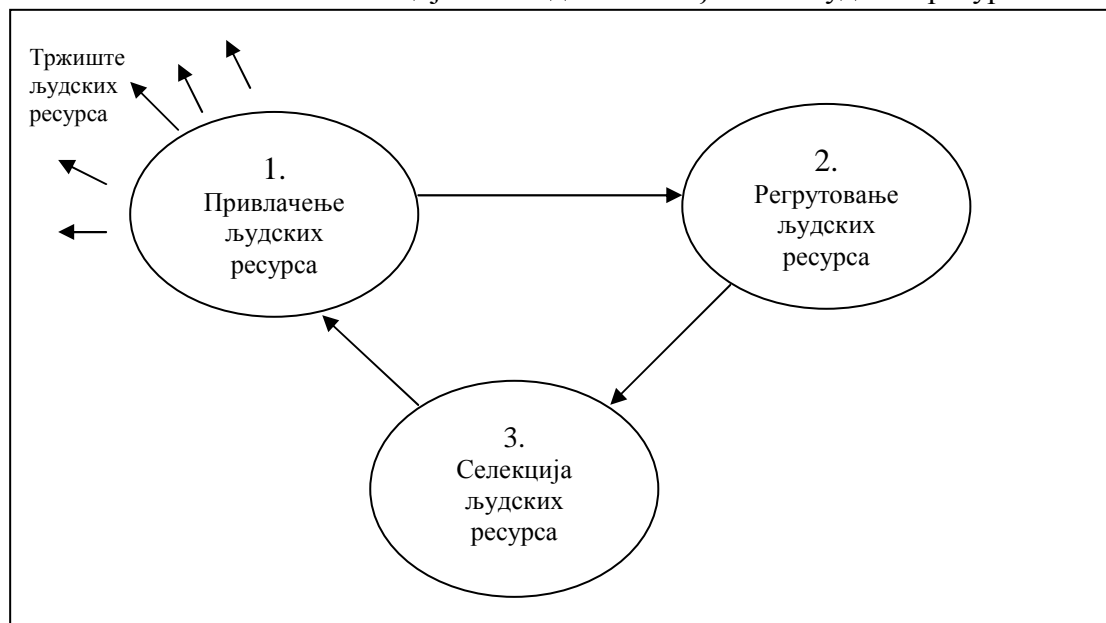 Тржиште
људских
ресурса
1.
Привлачење
људских
ресурса
2.
Регрутовање
људских
ресурса
3.
Селекција
људских
ресурса